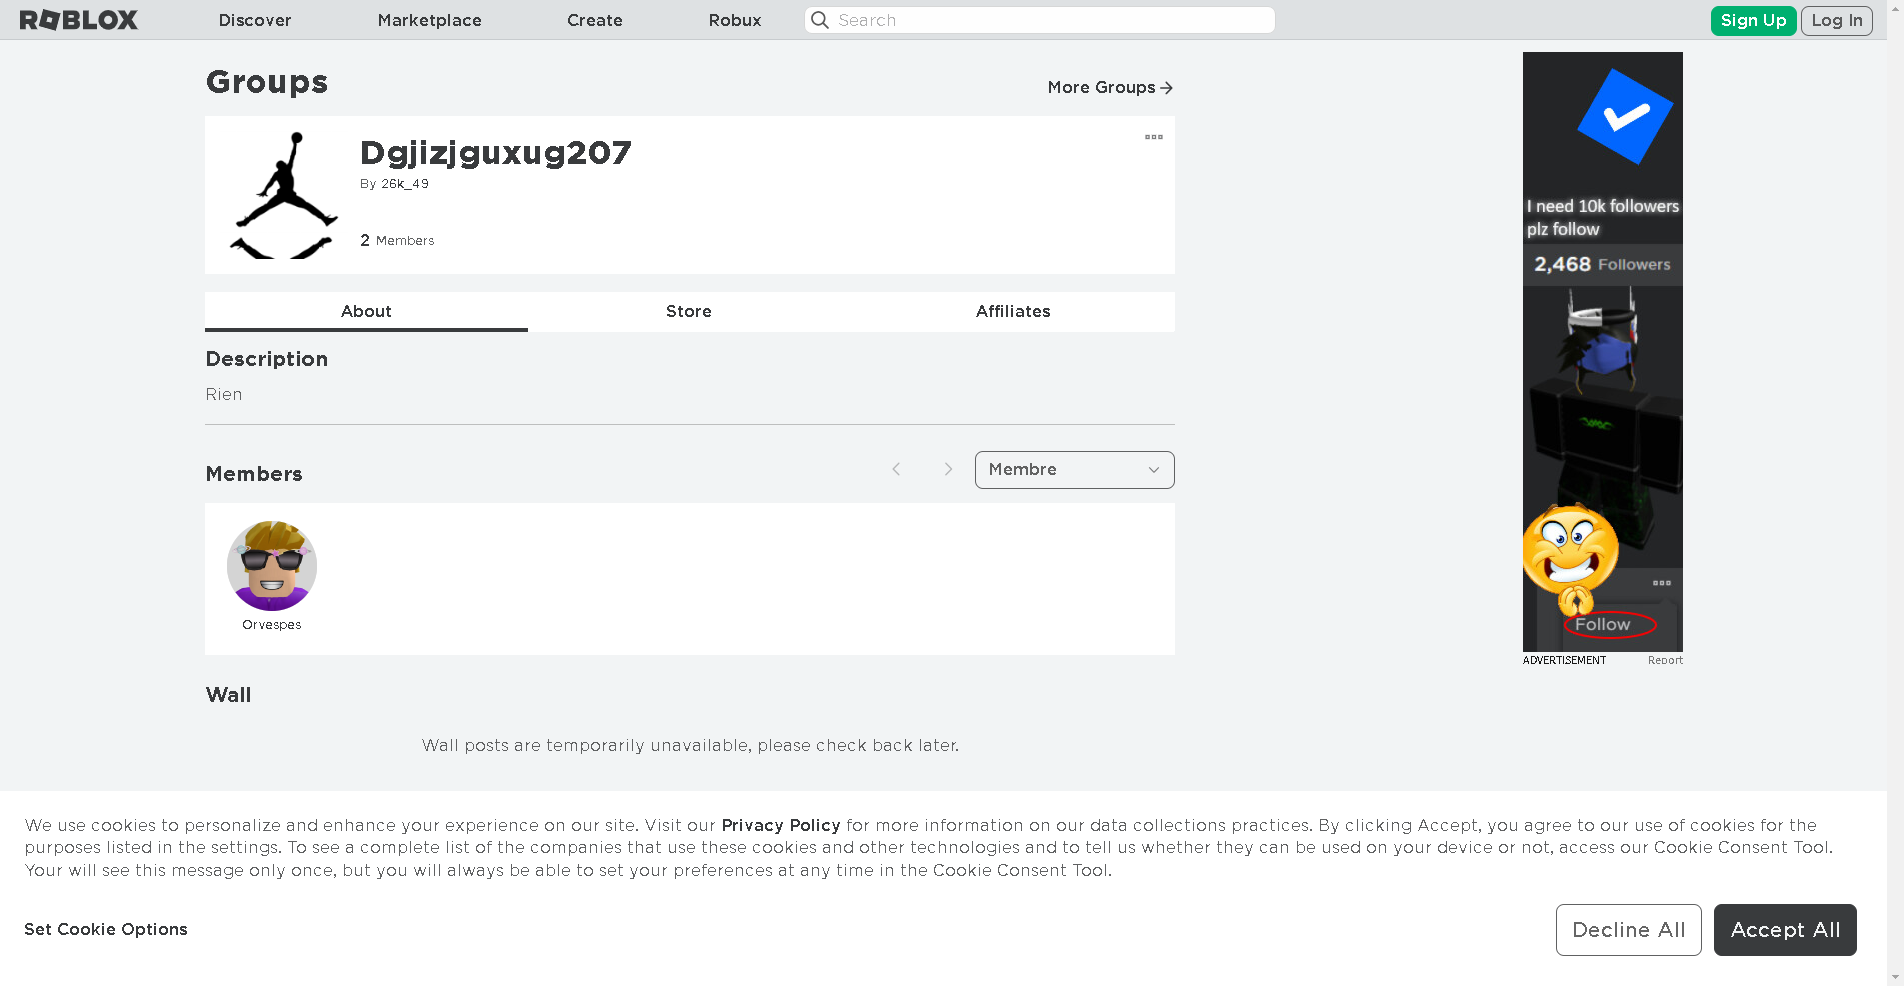 ROBLOX Discover Marketplace Create Robux Search Sign Up Log In
Groups
More Groups
Dgjizjguxug207
By 26k_49
2 Members
About Store Affiliates
Description
Rien
Members
Membre
Orvespes
Wall
Wall posts are temporarily unavailable, please check back later.
I need 10k followers
plz follow
2,468 Followers
Follow
ADVERTISEMENT Report
We use cookies to personalize and enhance your experience on our site. Visit our Privacy Policy for more information on our data collections practices. By clicking Accept, you agree to our use of cookies for the
purposes listed in the settings. To see a complete list of the companies that use these cookies and other technologies and to tell us whether they can be used on your device or not, access our Cookie Consent Tool.
Your will see this message only once, but you will always be able to set your preferences at any time in the Cookie Consent Tool.
Set Cookie Options
Decline All
Accept All